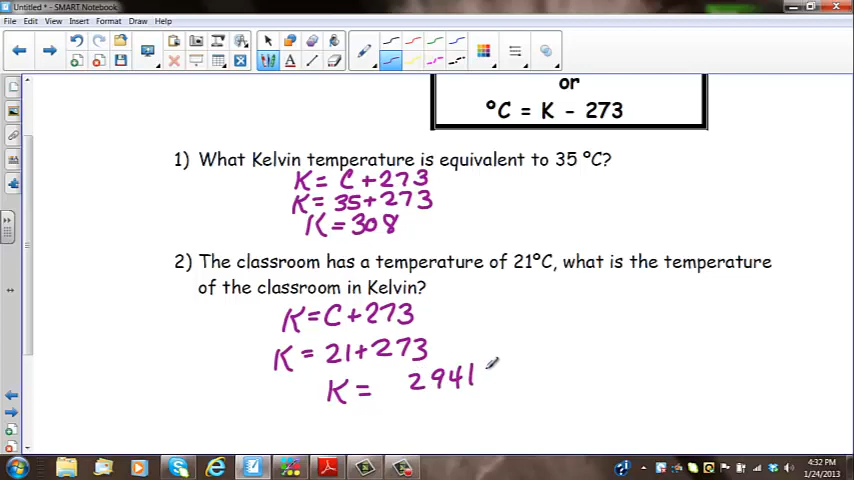 Untitled * - SMART Notebook
File Edit View Insert Format Draw Help
or
°C = K - 273
1) What Kelvin temperature is equivalent to 35 °C?
K = C + 273
K = 35 + 273
K = 308
2) The classroom has a temperature of 21°C, what is the temperature
of the classroom in Kelvin?
K = C + 273
K = 21 + 273
K = 2941
4:32 PM
1/24/2013